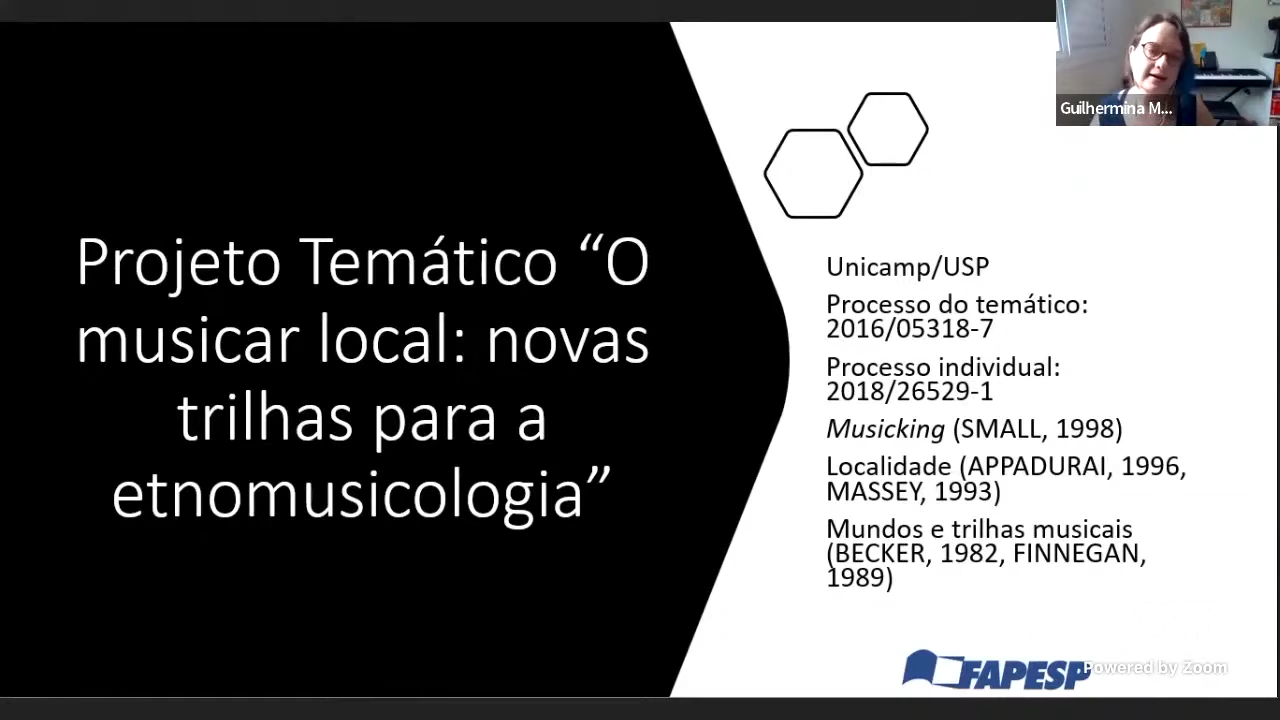 Guilhermina M...
Projeto Temático “O
musicar local: novas
trilhas para a
etnomusicologia”
Unicamp/USP
Processo do temático:
2016/05318-7
Processo individual:
2018/26529-1
Musicking (SMALL, 1998)
Localidade (APPADURAI, 1996,
MASSEY, 1993)
Mundos e trilhas musicais
(BECKER, 1982, FINNEGAN,
1989)
FAPESP
Powered by Zoom